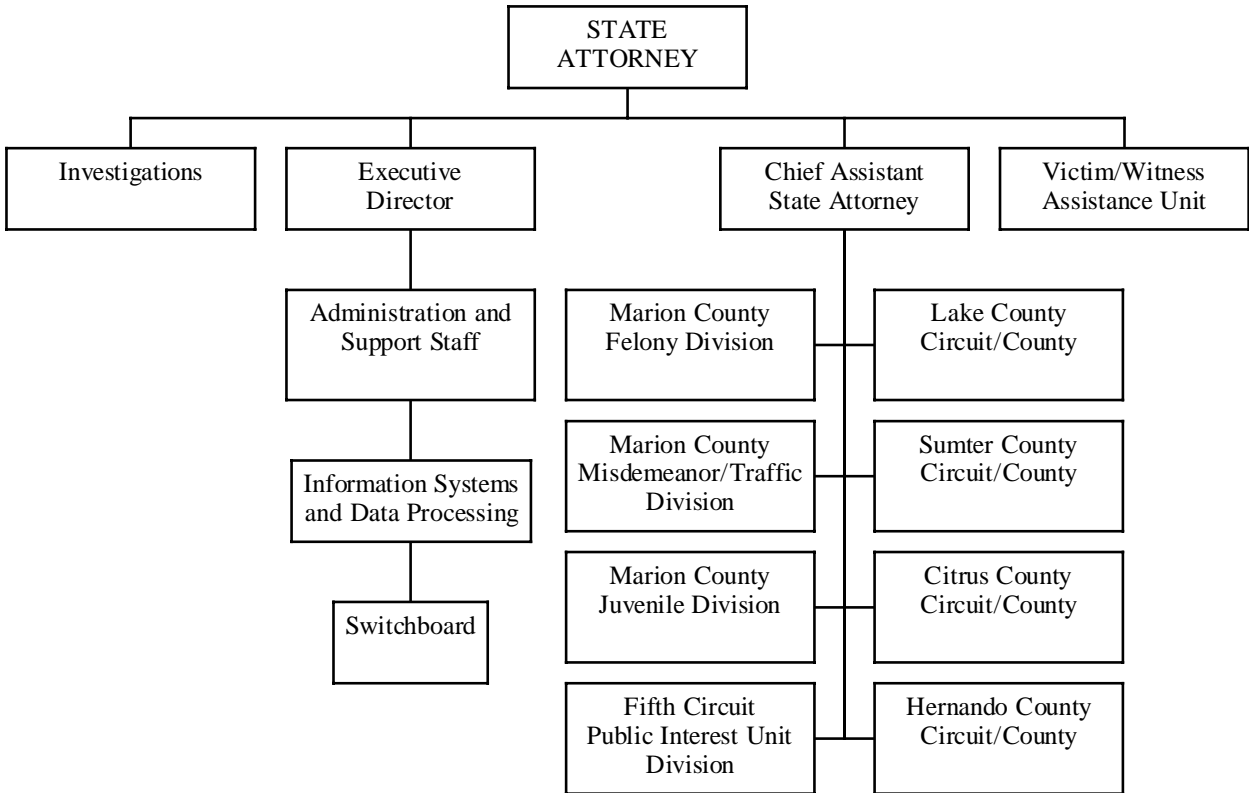 STATE
ATTORNEY
Investigations
Executive
Director
Chief Assistant
State Attorney
Victim/Witness
Assistance Unit
Administration and
Support Staff
Marion County
Felony Division
Lake County
Circuit/County
Information Systems
and Data Processing
Marion County
Misdemeanor/Traffic
Division
Sumter County
Circuit/County
Switchboard
Marion County
Juvenile Division
Citrus County
Circuit/County
Fifth Circuit
Public Interest Unit
Division
Hernando County
Circuit/County